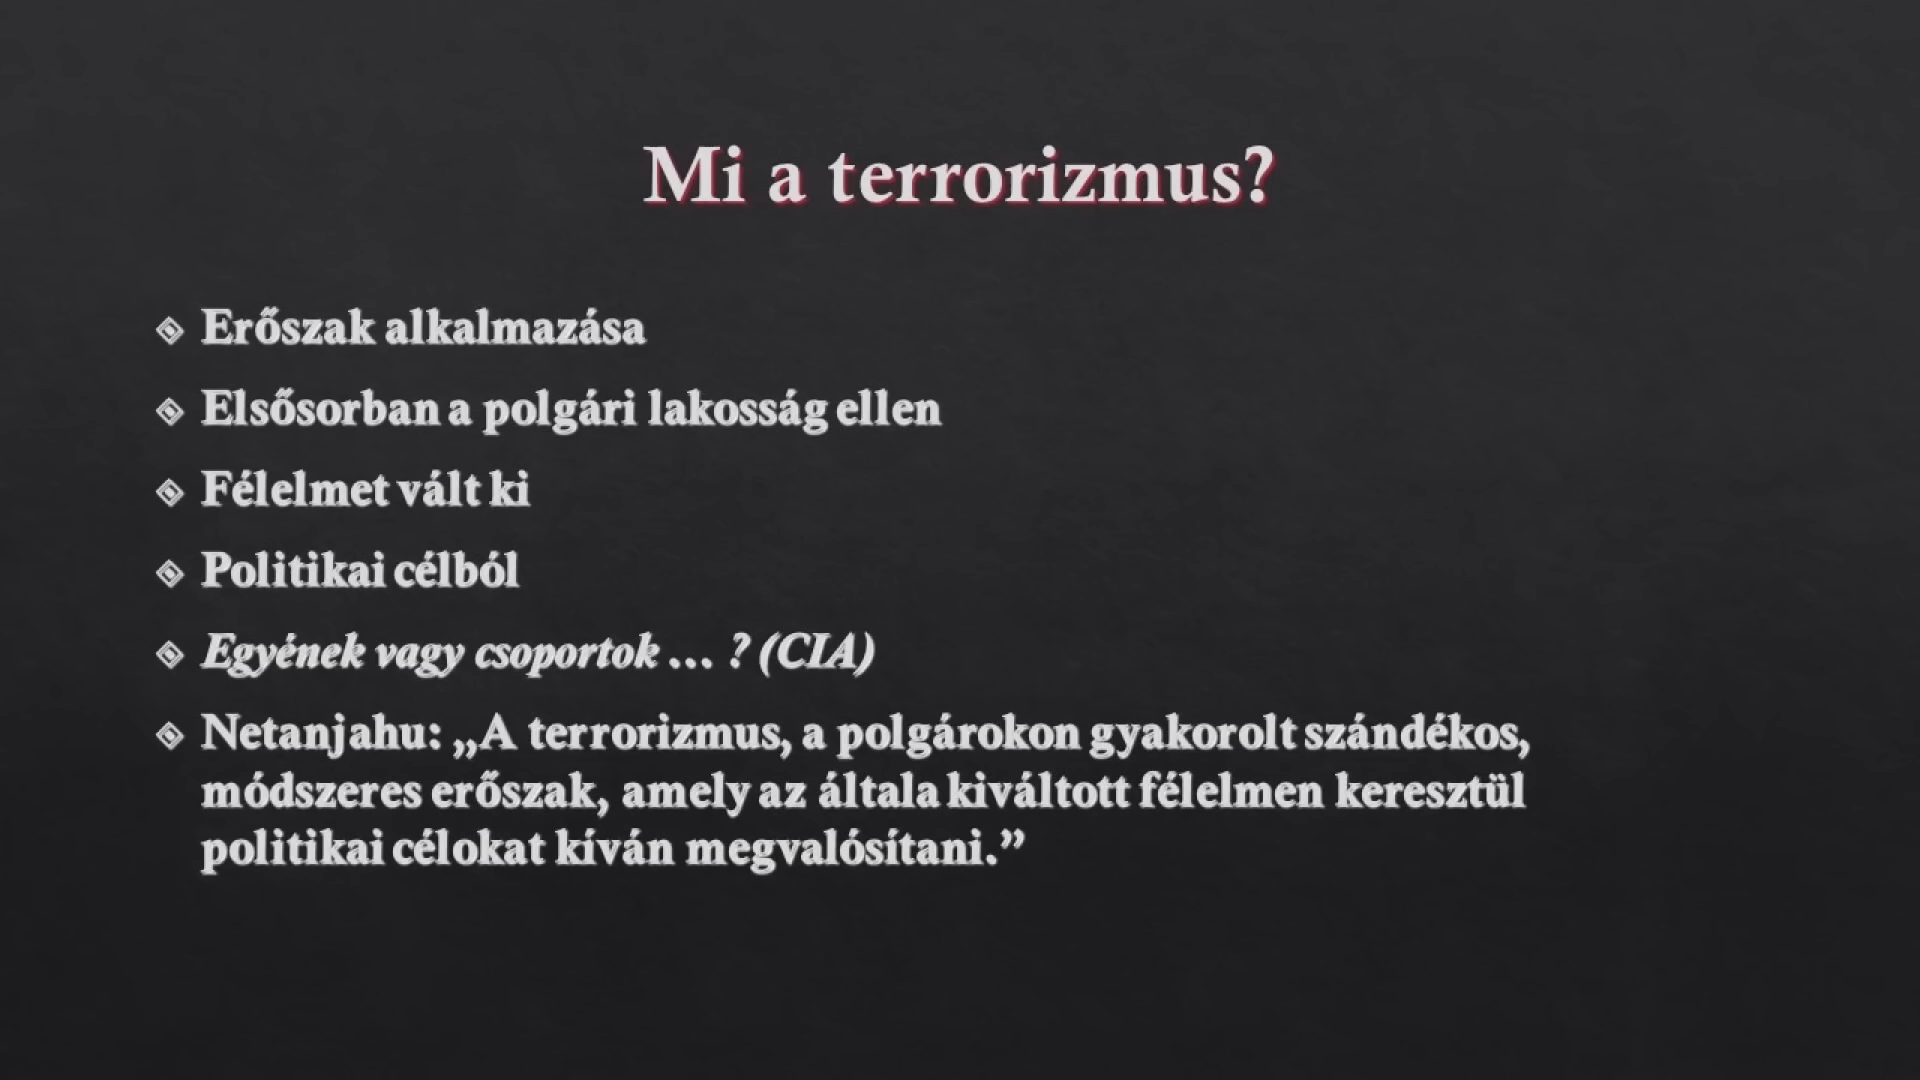 Mi a terrorizmus?
Erőszak alkalmazása
Elsősorban a polgári lakosság ellen
Félelmet vált ki
Politikai célból
Egyének vagy csoportok … ? (CIA)
Netanjahu: „A terrorizmus, a polgárokon gyakorolt szándékos,
módszeres erőszak, amely az általa kiváltott félelmen keresztül
politikai célokat kíván megvalósítani.”